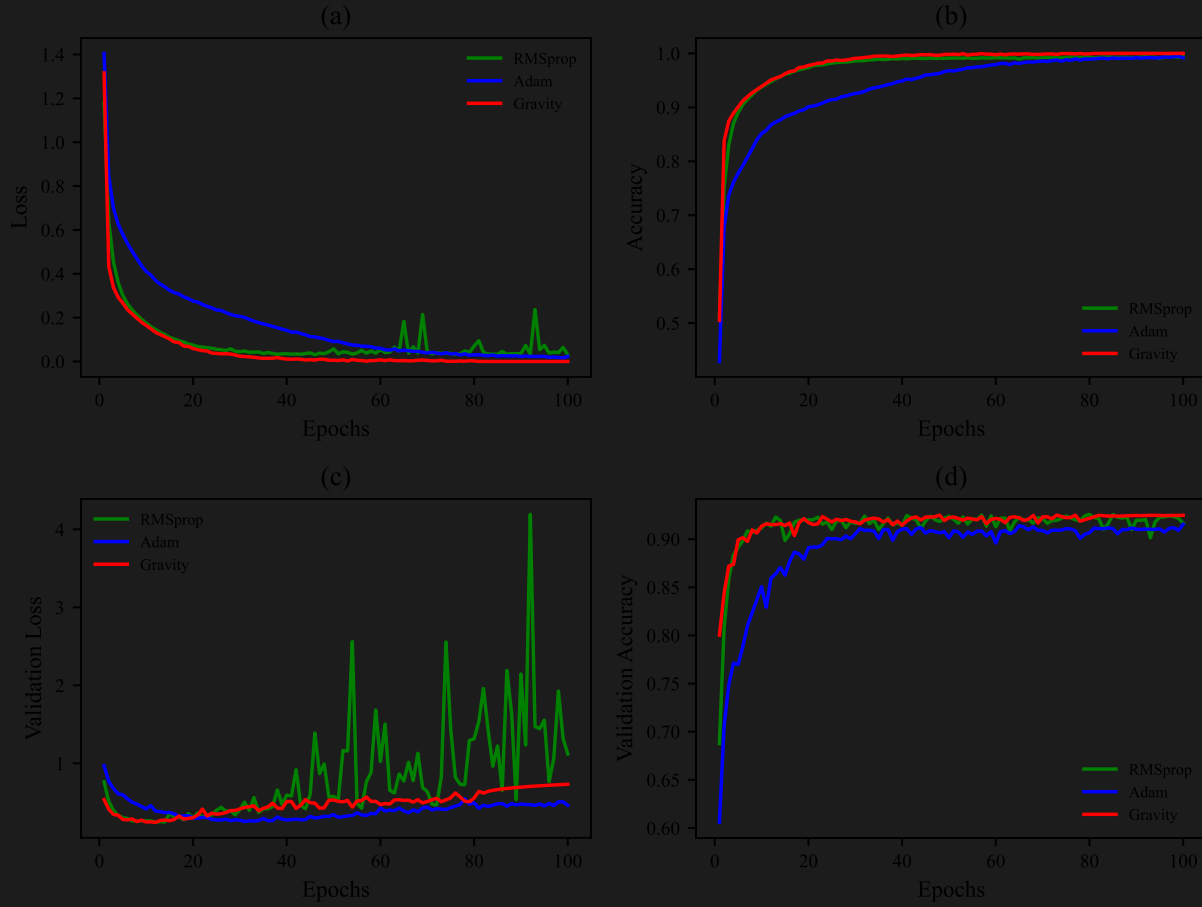 (a)
Loss
1.4
1.2
1.0
0.8
0.6
0.4
0.2
0.0
RMSprop
Adam
Gravity
0 20 40 60 80 100
Epochs
(b)
Accuracy
1.0
0.9
0.8
0.7
0.6
0.5
RMSprop
Adam
Gravity
0 20 40 60 80 100
Epochs
(c)
Validation Loss
4
3
2
1
RMSprop
Adam
Gravity
0 20 40 60 80 100
Epochs
(d)
Validation Accuracy
0.90
0.85
0.80
0.75
0.70
0.65
0.60
RMSprop
Adam
Gravity
0 20 40 60 80 100
Epochs